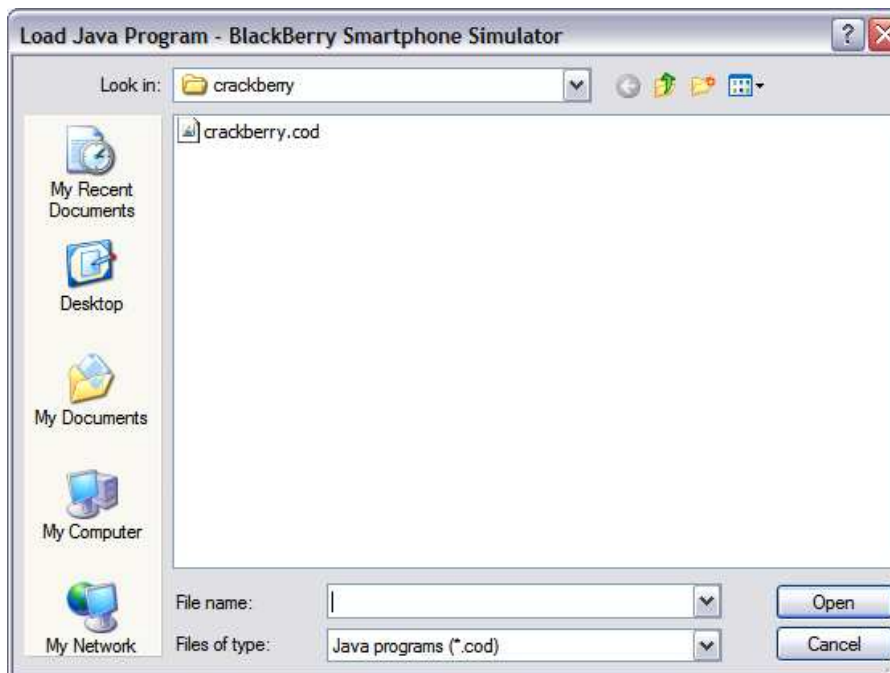 Load Java Program - BlackBerry Smartphone Simulator
Look in: crackberry
crackberry.cod
My Recent
Documents
Desktop
My Documents
My Computer
My Network
File name:
Open
Files of type: Java programs (*.cod)
Cancel